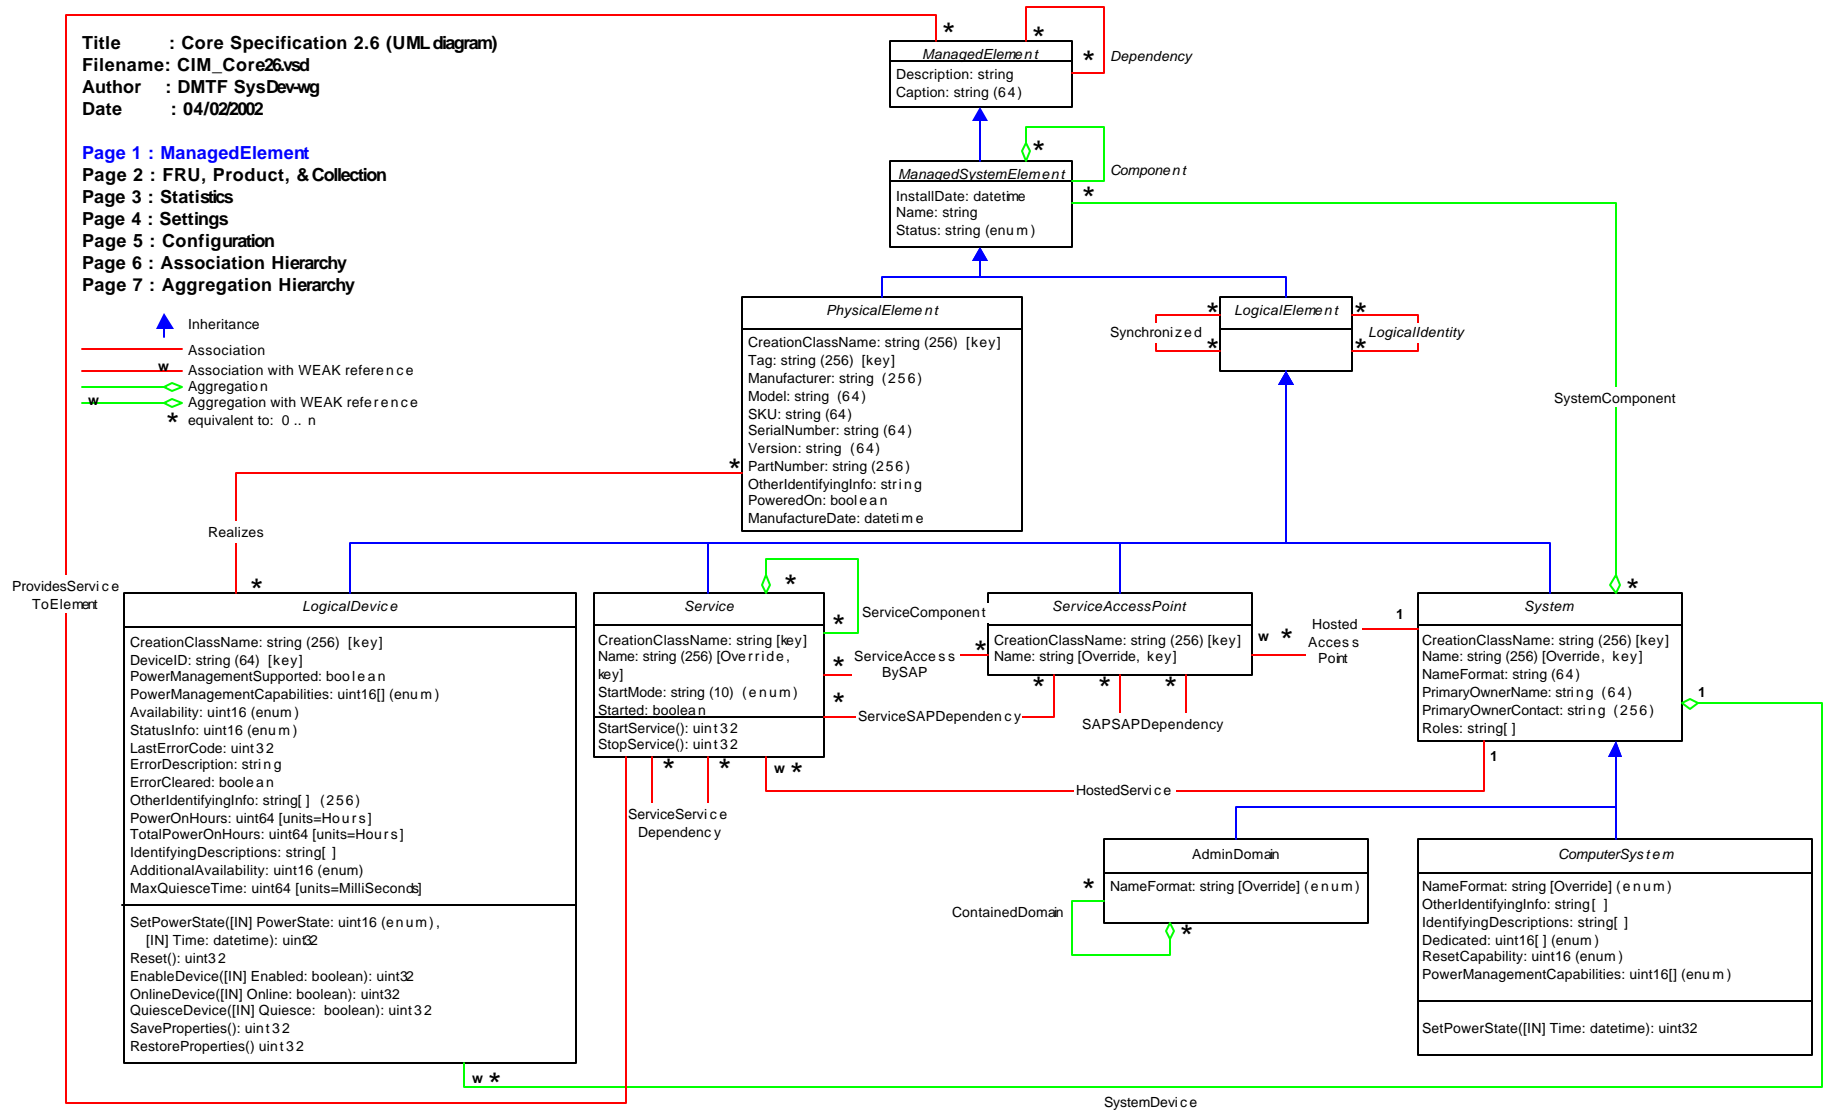 Title : Core Specification 2.6 (UML diagram)
Filename: CIM_Core26.vsd
Author : DMTF SysDev-wg
Date : 04/02/2002
Page 1 : ManagedElement
Page 2 : FRU, Product, & Collection
Page 3 : Statistics
Page 4 : Settings
Page 5 : Configuration
Page 6 : Association Hierarchy
Page 7 : Aggregation Hierarchy
Inheritance
Association
w Association with WEAK reference
Aggregation
w Aggregation with WEAK reference
* equivalent to: 0 .. n
*
*
*
Dependency
ManagedElement
Description: string
Caption: string (64)
*
*
Component
ManagedSystemElement
InstallDate: datetime
Name: string
Status: string (enum)
PhysicalElement
CreationClassName: string (256) [key]
Tag: string (256) [key]
Manufacturer: string (256)
Model: string (64)
SKU: string (64)
SerialNumber: string (64)
Version: string (64)
PartNumber: string (256)
OtherIdentifyingInfo: string
PoweredOn: boolean
ManufactureDate: datetime
*
LogicalElement
*
*
Synchronized
*
*
LogicalIdentity
SystemComponent
*
Realizes
*
ProvidesService
ToElement
LogicalDevice
CreationClassName: string (256) [key]
DeviceID: string (64) [key]
PowerManagementSupported: boolean
PowerManagementCapabilities: uint16[] (enum)
Availability: uint16 (enum)
StatusInfo: uint16 (enum)
LastErrorCode: uint32
ErrorDescription: string
ErrorCleared: boolean
OtherIdentifyingInfo: string[ ] (256)
PowerOnHours: uint64 [units=Hours]
TotalPowerOnHours: uint64 [units=Hours]
IdentifyingDescriptions: string[ ]
AdditionalAvailability: uint16 (enum)
MaxQuiesceTime: uint64 [units=MilliSeconds]
SetPowerState([IN] PowerState: uint16 (enum),
[IN] Time: datetime): uint32
Reset(): uint32
EnableDevice([IN] Enabled: boolean): uint32
OnlineDevice([IN] Online: boolean): uint32
QuiesceDevice([IN] Quiesce: boolean): uint32
SaveProperties(): uint32
RestoreProperties() uint32
w *
Service
CreationClassName: string [key]
Name: string (256) [Override,
key]
StartMode: string (10) (enum)
Started: boolean
StartService(): uint32
StopService(): uint32
*
*
ServiceComponent
*
ServiceAccess
BySAP
*
*
ServiceSAPDependency
*
*
*
ServiceService
Dependency
w *
HostedService
1
ServiceAccessPoint
CreationClassName: string (256) [key]
Name: string [Override, key]
*
*
SAPSAPDependency
w *
Hosted
Access
Point
1
System
CreationClassName: string (256) [key]
Name: string (256) [Override, key]
NameFormat: string (64)
PrimaryOwnerName: string (64)
PrimaryOwnerContact: string (256)
Roles: string[ ]
*
1
AdminDomain
NameFormat: string [Override] (enum)
*
ContainedDomain
*
ComputerSystem
NameFormat: string [Override] (enum)
OtherIdentifyingInfo: string[ ]
IdentifyingDescriptions: string[ ]
Dedicated: uint16[ ] (enum)
ResetCapability: uint16 (enum)
PowerManagementCapabilities: uint16[] (enum)
SetPowerState([IN] Time: datetime): uint32
SystemDevice